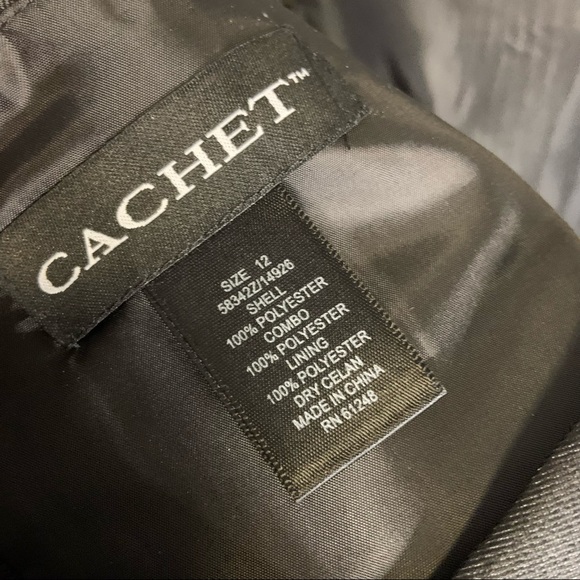 CACHET™
SIZE 12
58342Z/14926
SHELL
100% POLYESTER
COMBO
100% POLYESTER
LINING
100% POLYESTER
DRY CELAN
MADE IN CHINA
RN 61248